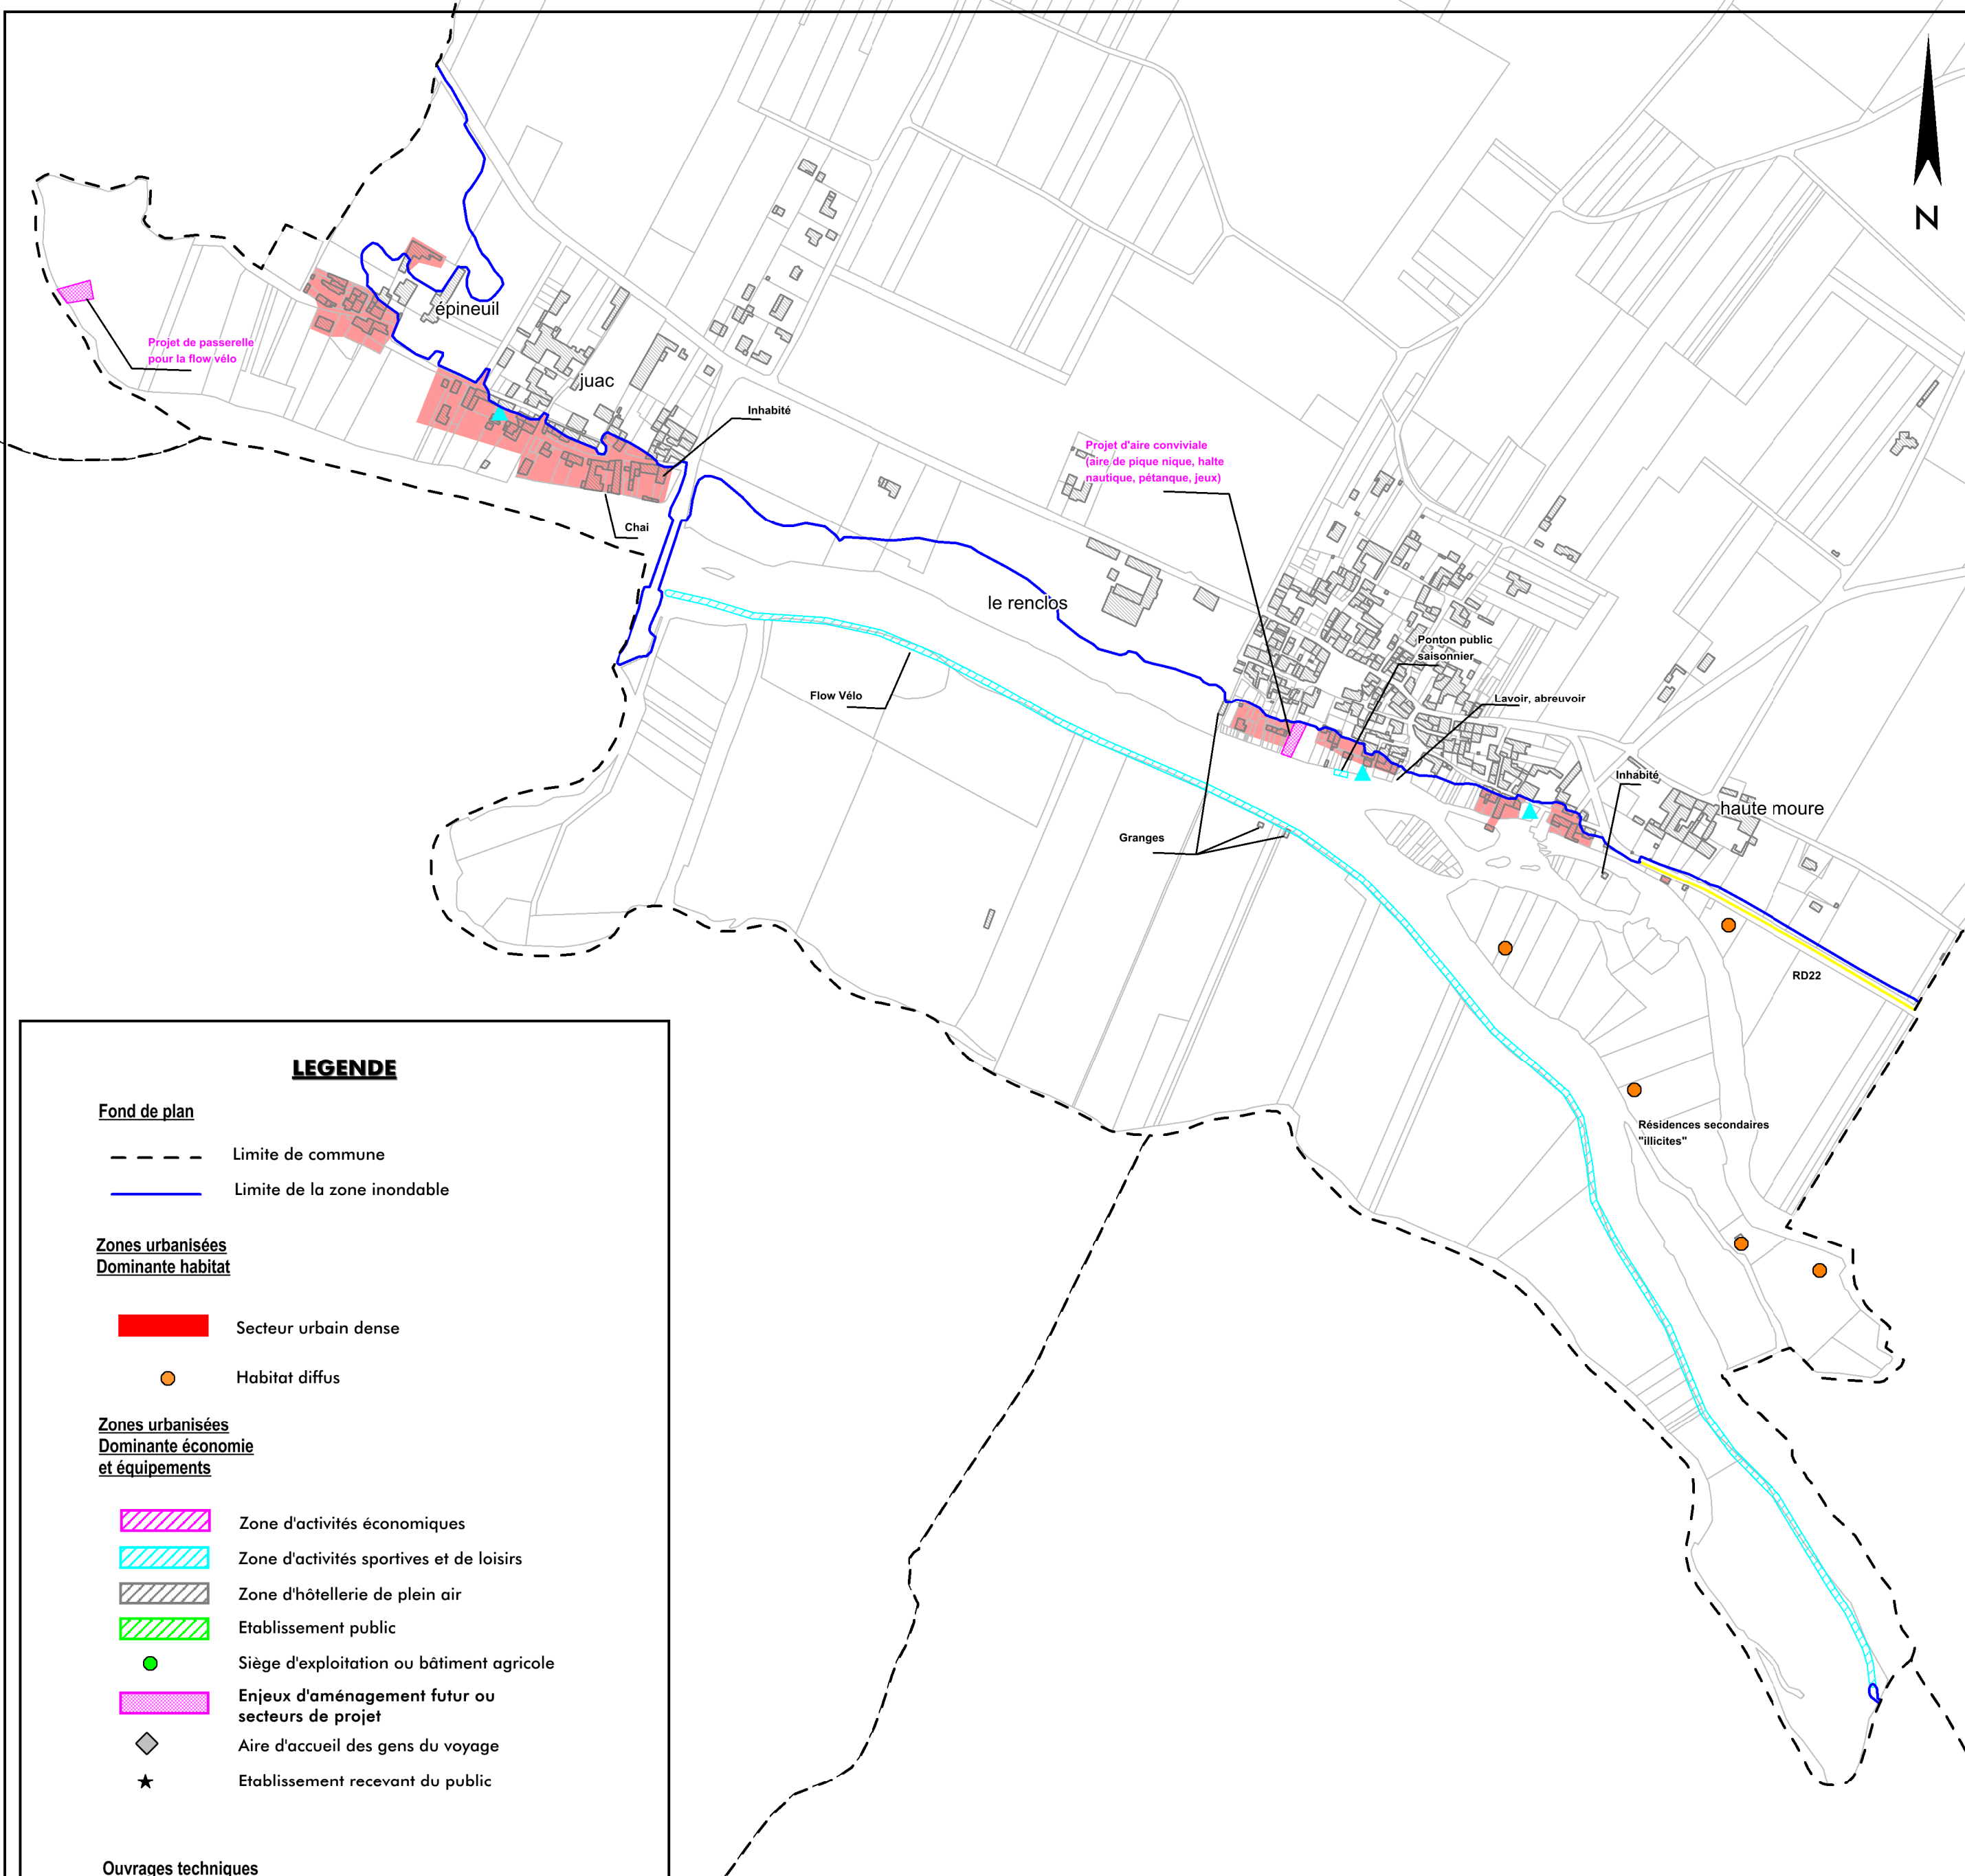 N
épineuil
Projet de passerelle
pour la flow vélo
juac
Inhabité
Projet d'aire conviviale
(aire de pique nique, halte
nautique, pétanque, jeux)
Chai
le renclos
Ponton public
saisonnier
Flow Vélo
Lavoir, abreuvoir
Inhabité
haute moure
Granges
RD22
Résidences secondaires
"illicites"
LEGENDE
Fond de plan
Limite de commune
Limite de la zone inondable
Zones urbanisées
Dominante habitat
Secteur urbain dense
Habitat diffus
Zones urbanisées
Dominante économie
et équipements
Zone d'activités économiques
Zone d'activités sportives et de loisirs
Zone d'hôtellerie de plein air
Etablissement public
Siège d'exploitation ou bâtiment agricole
Enjeux d'aménagement futur ou
secteurs de projet
Aire d'accueil des gens du voyage
Etablissement recevant du public
Ouvrages techniques